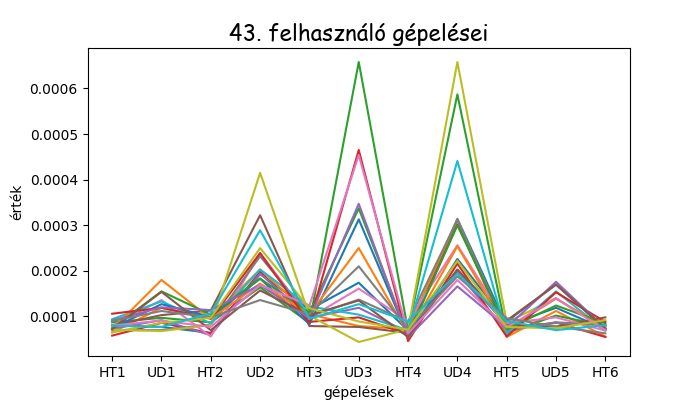 43. felhasználó gépelései
0.0006
0.0005
0.0004
0.0003
0.0002
0.0001
érték
HT1 UD1 HT2 UD2 HT3 UD3 HT4 UD4 HT5 UD5 HT6
gépelések